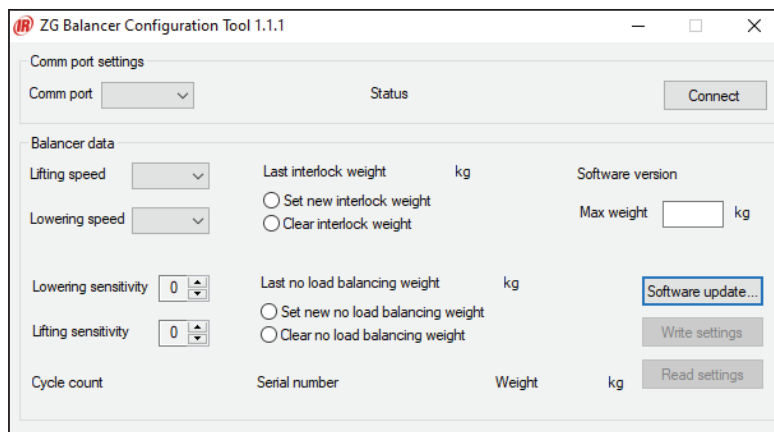 IR ZG Balancer Configuration Tool 1.1.1
Comm port settings
Comm port Status Connect
Balancer data
Lifting speed Last interlock weight kg Software version
Set new interlock weight
Lowering speed Clear interlock weight Max weight kg
Lowering sensitivity 0 Last no load balancing weight kg Software update...
Set new no load balancing weight
Lifting sensitivity 0 Clear no load balancing weight Write settings
Cycle count Serial number Weight kg Read settings